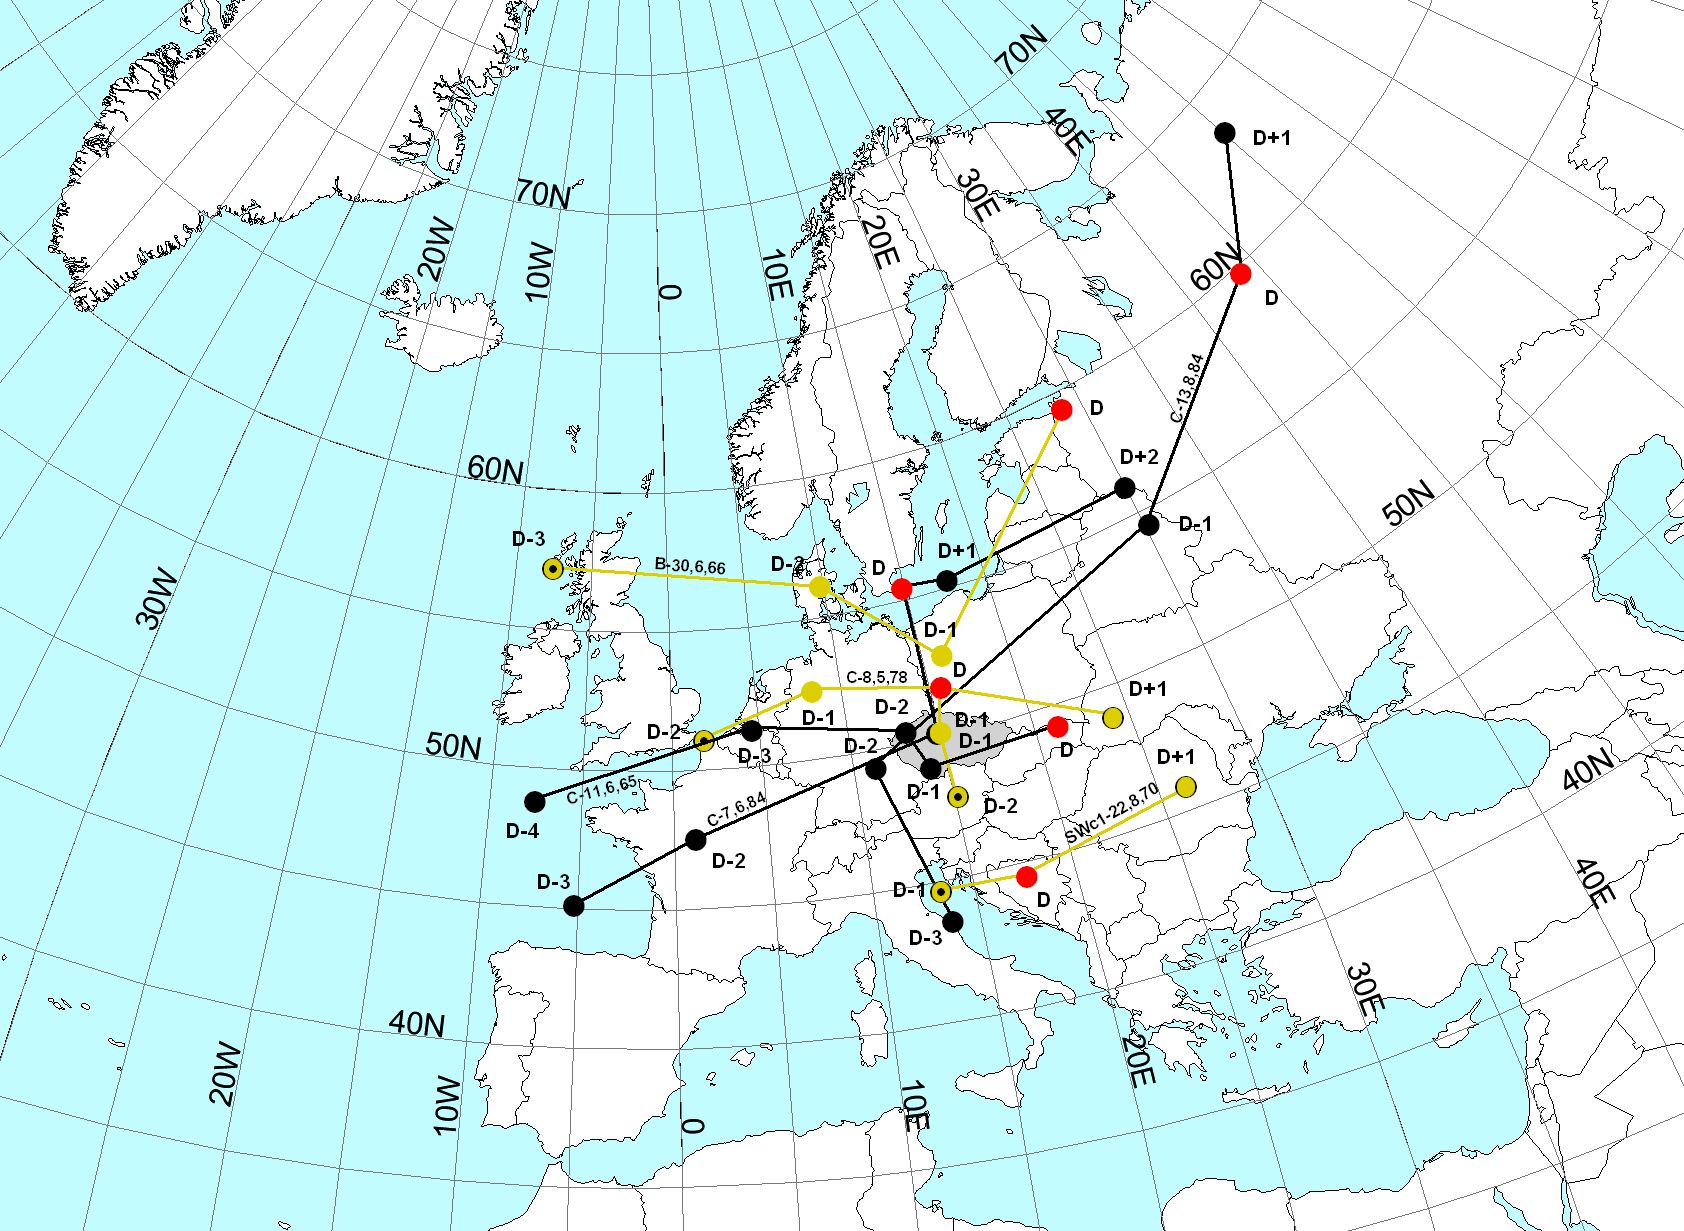 70N
40E
D+1
30E
70N
20E
20W
10W
10E
0
60N
D
C-13,8,84
D
D+2
60N
50N
D-3
D-1
D+1
B-30,6,66
D-2
D
30W
D-1
D
C-8,5,78
D+1
D-2
D-1
D-1
D-2
50N
D-2
D-3
D-1
D
D+1
40N
C-11,6,65
D-1
C-7,6,84
D-2
SWc1-22,8,70
D-4
D-2
D-3
D-1
40E
D
D-3
30E
40N
20W
20E
10W
10E
0